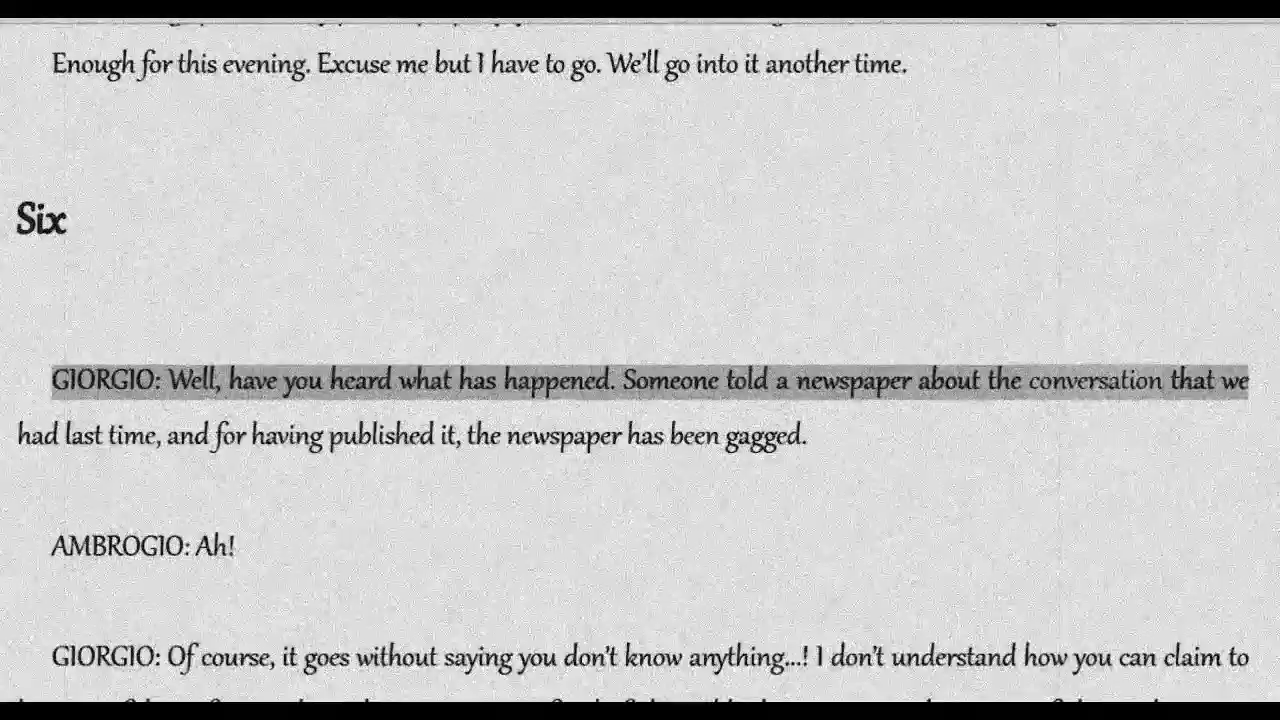 Enough for this evening. Excuse me but I have to go. We'll go into it another time.
Six
GIORGIO: Well, have you heard what has happened. Someone told a newspaper about the conversation that we
had last time, and for having published it, the newspaper has been gagged.
AMBROGIO: Ah!
GIORGIO: Of course, it goes without saying you don't know anything...! I don't understand how you can claim to